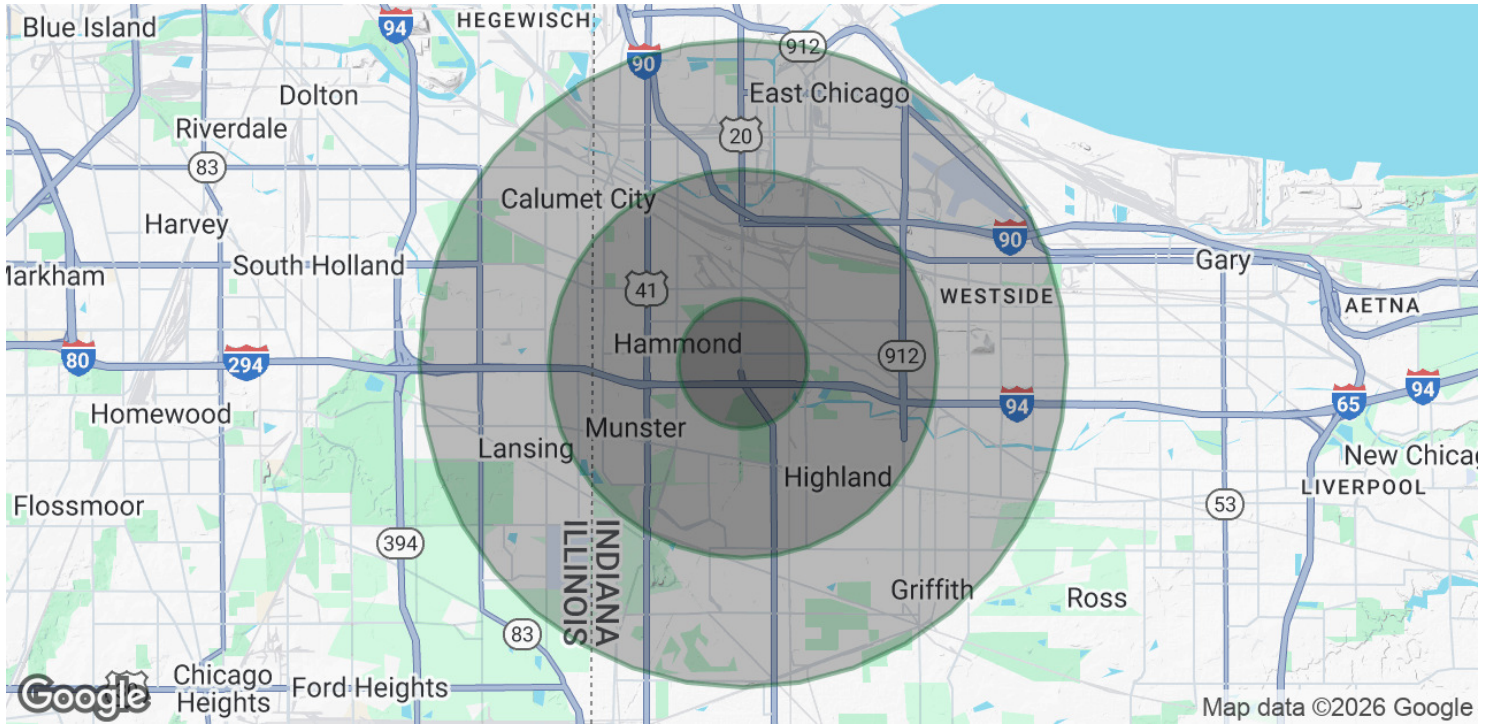 Blue Island
94
HEGEWISCH
90
912
Dolton
East Chicago
Riverdale
20
83
Calumet City
Harvey
90
South Holland
Gary
Markham
41
WESTSIDE
AETNA
Hammond
80
294
912
94
65
94
Homewood
Munster
Lansing
New Chicag
Highland
LIVERPOOL
Flossmoor
53
394
INDIANA
ILLINOIS
Griffith
Ross
83
Chicago
Heights
Ford Heights
Google
Map data ©2026 Google